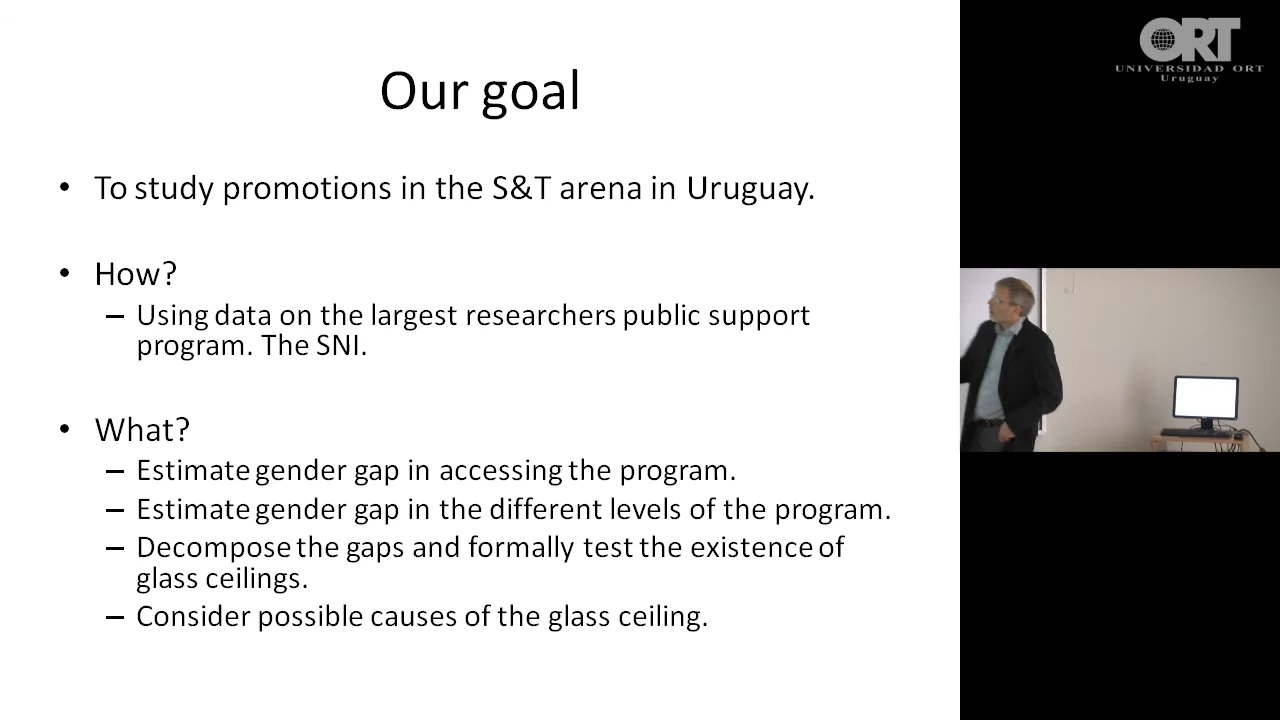 Our goal
• To study promotions in the S&T arena in Uruguay.
• How?
– Using data on the largest researchers public support
program. The SNI.
• What?
– Estimate gender gap in accessing the program.
– Estimate gender gap in the different levels of the program.
– Decompose the gaps and formally test the existence of
glass ceilings.
– Consider possible causes of the glass ceiling.
ORT
UNIVERSIDAD ORT
Uruguay